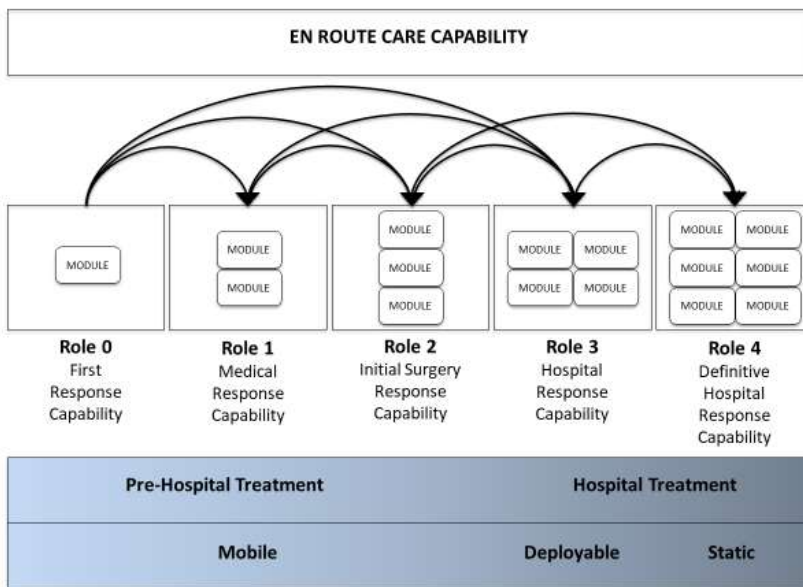 EN ROUTE CARE CAPABILITY
MODULE
MODULE
MODULE
MODULE
MODULE
MODULE
MODULE MODULE
MODULE MODULE
MODULE MODULE
MODULE MODULE
MODULE MODULE
Role 0
First
Response
Capability
Role 1
Medical
Response
Capability
Role 2
Initial Surgery
Response
Capability
Role 3
Hospital
Response
Capability
Role 4
Definitive
Hospital
Response
Capability
Pre-Hospital Treatment Hospital Treatment
Mobile Deployable Static